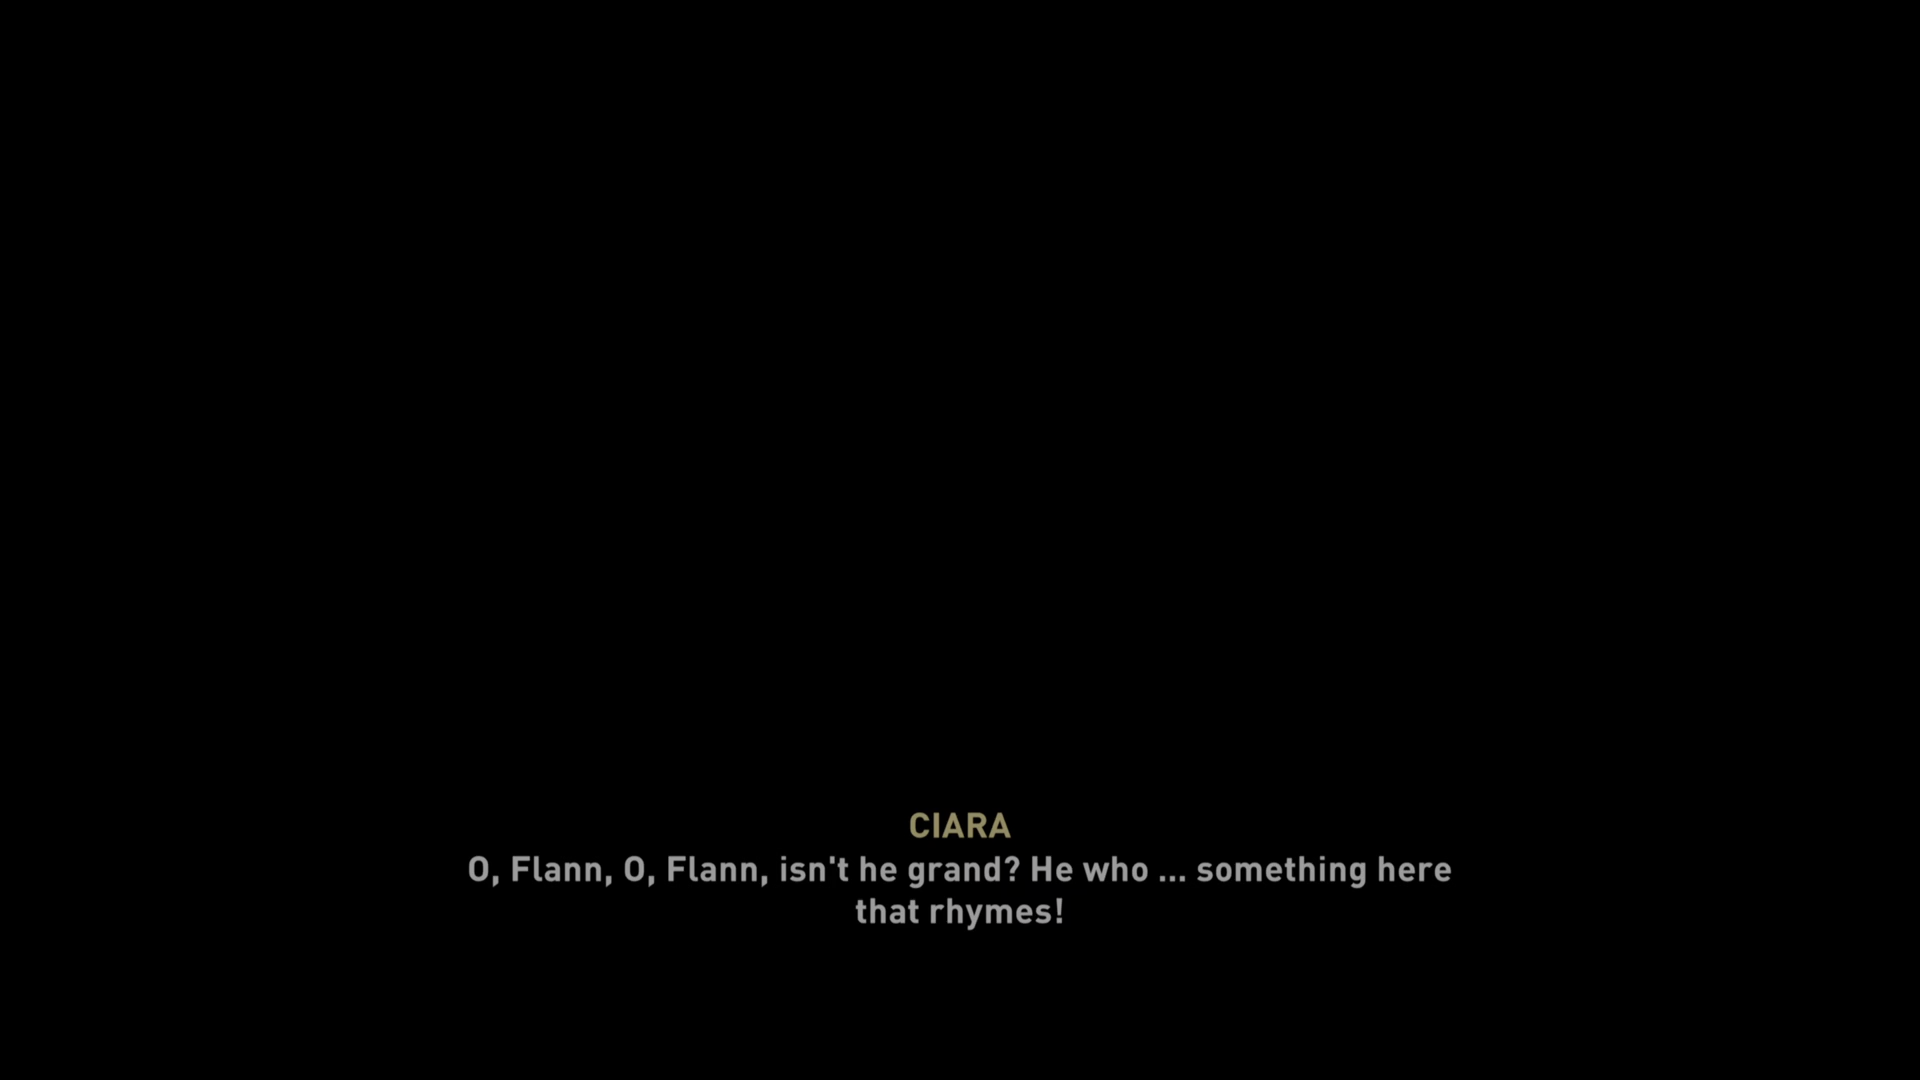 CIARA
O, Flann, O, Flann, isn't he grand? He who ... something here
that rhymes!